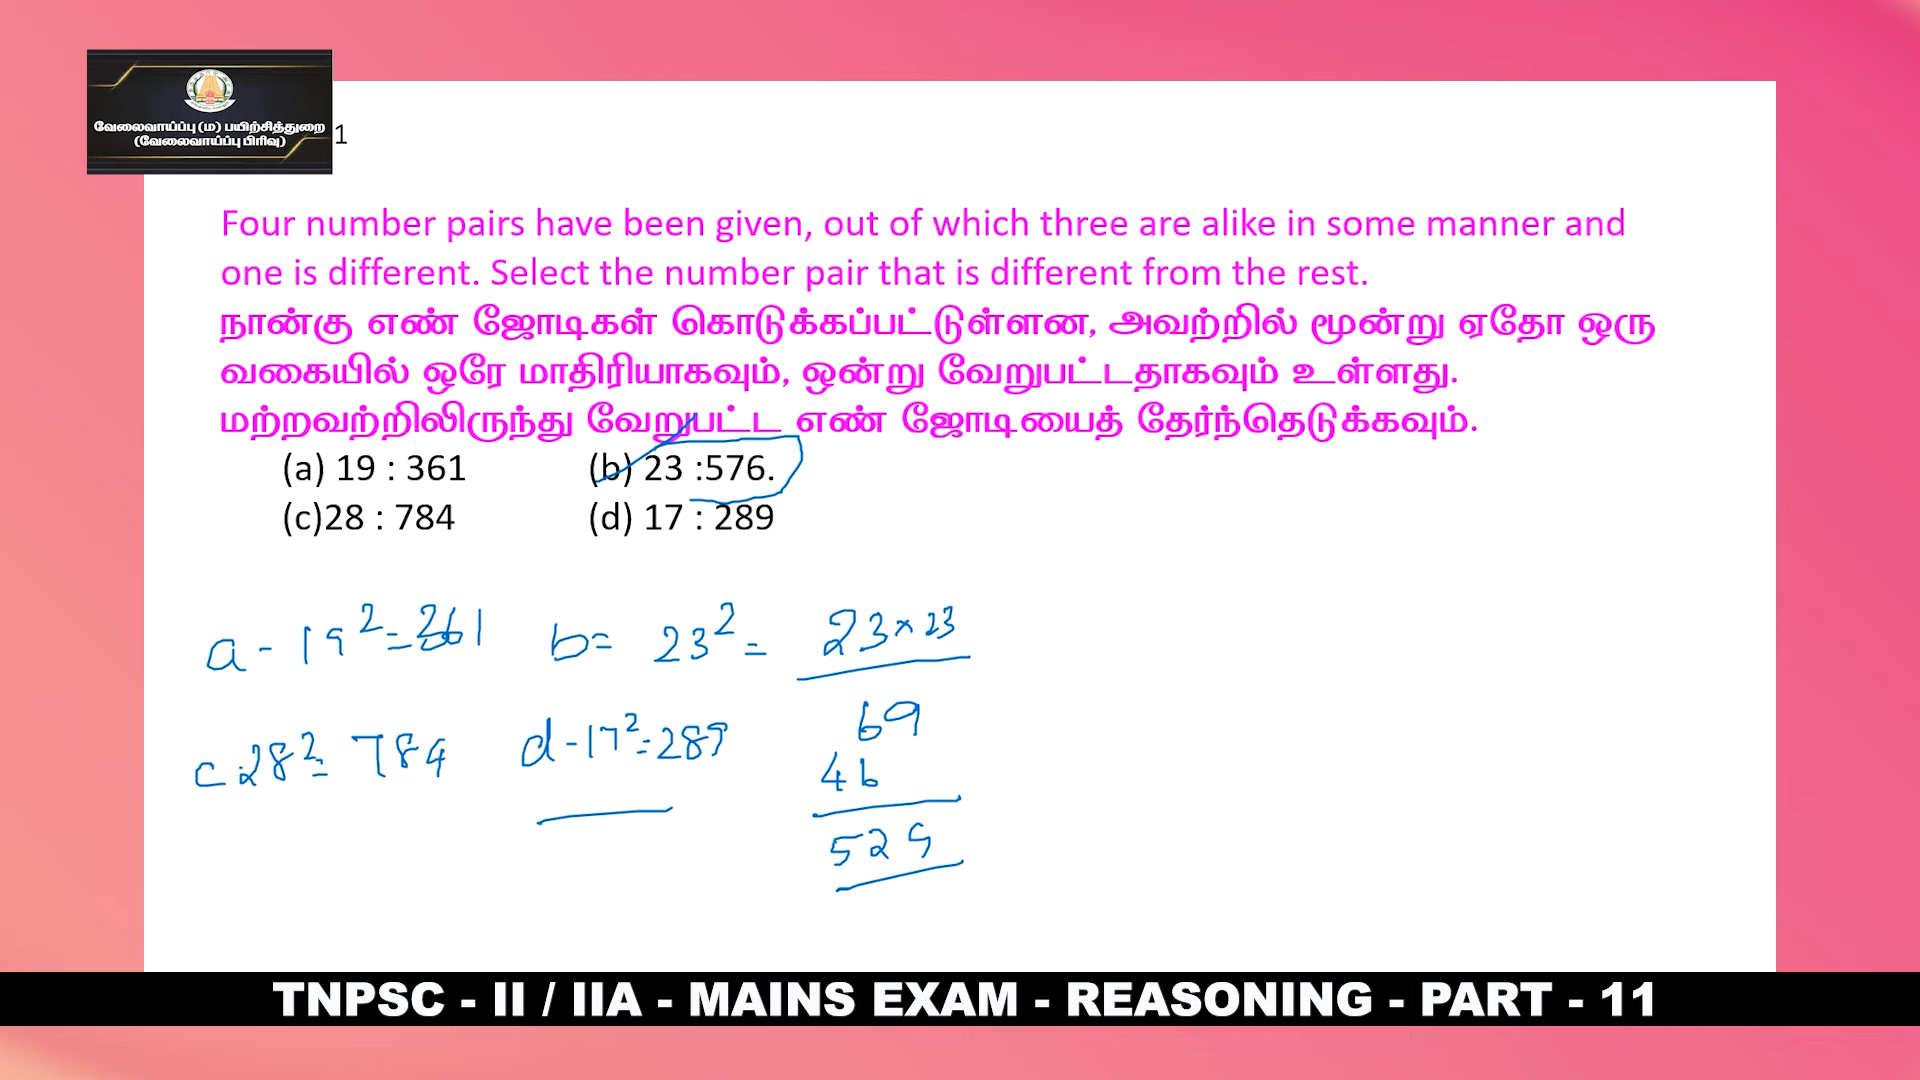 வேலைவாய்ப்பு (ம) பயிற்சித்துறை
(வேலைவாய்ப்பு பிரிவு)
1
Four number pairs have been given, out of which three are alike in some manner and
one is different. Select the number pair that is different from the rest.
நான்கு எண் ஜோடிகள் கொடுக்கப்பட்டுள்ளன, அவற்றில் மூன்று ஏதோ ஒரு
வகையில் ஒரே மாதிரியாகவும், ஒன்று வேறுபட்டதாகவும் உள்ளது.
மற்றவற்றிலிருந்து வேறுபட்ட எண் ஜோடியைத் தேர்ந்தெடுக்கவும்.
(a) 19 : 361 (b) 23 :576.
(c)28 : 784 (d) 17 : 289
a - 19² = 361 b = 23² = 23 × 23
69
c 28² = 784 d - 17² = 289
46
529
TNPSC - II / IIA - MAINS EXAM - REASONING - PART - 11